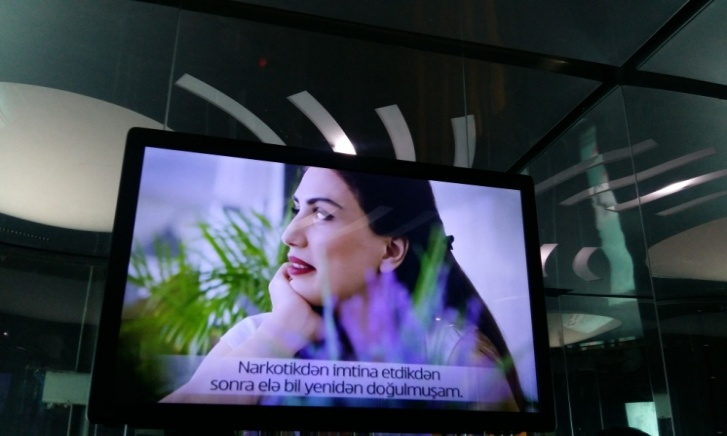 Narkotikdən imtina etdikdən
sonra elə bil yenidən doğulmuşam.